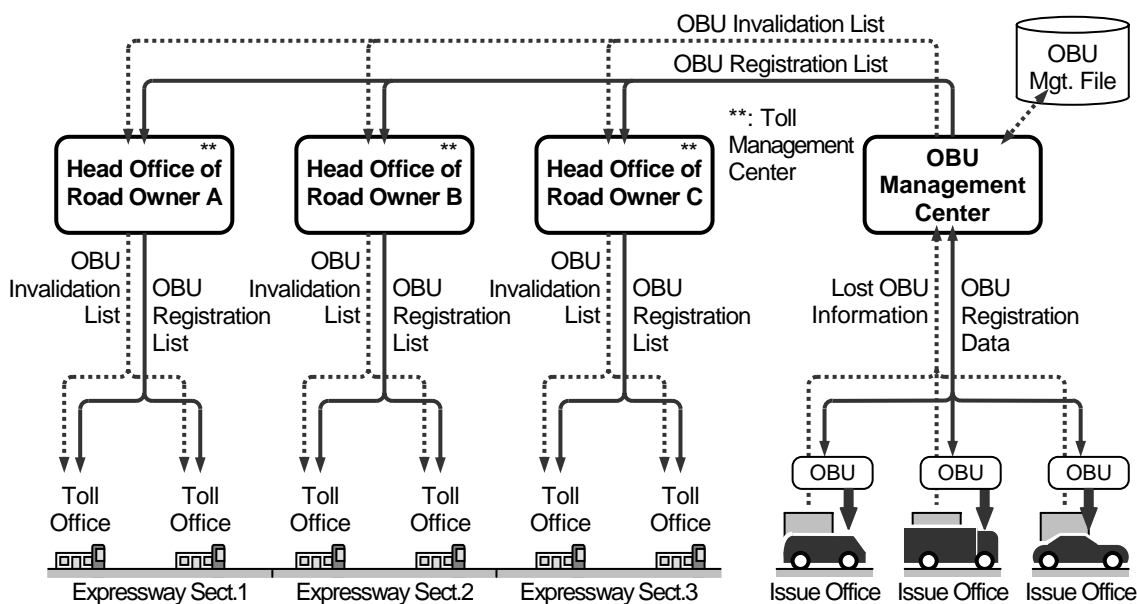 OBU Invalidation List
OBU Registration List
OBU
Mgt. File
**: Toll
Management
Center
**
Head Office of
Road Owner A
**
Head Office of
Road Owner B
**
Head Office of
Road Owner C
OBU
Management
Center
OBU
Invalidation
List
OBU
Registration
List
OBU
Invalidation
List
OBU
Registration
List
OBU
Invalidation
List
OBU
Registration
List
Lost OBU
Information
OBU
Registration
Data
OBU
OBU
OBU
Toll
Office
Toll
Office
Toll
Office
Toll
Office
Toll
Office
Toll
Office
Expressway Sect.1
Expressway Sect.2
Expressway Sect.3
Issue Office
Issue Office
Issue Office